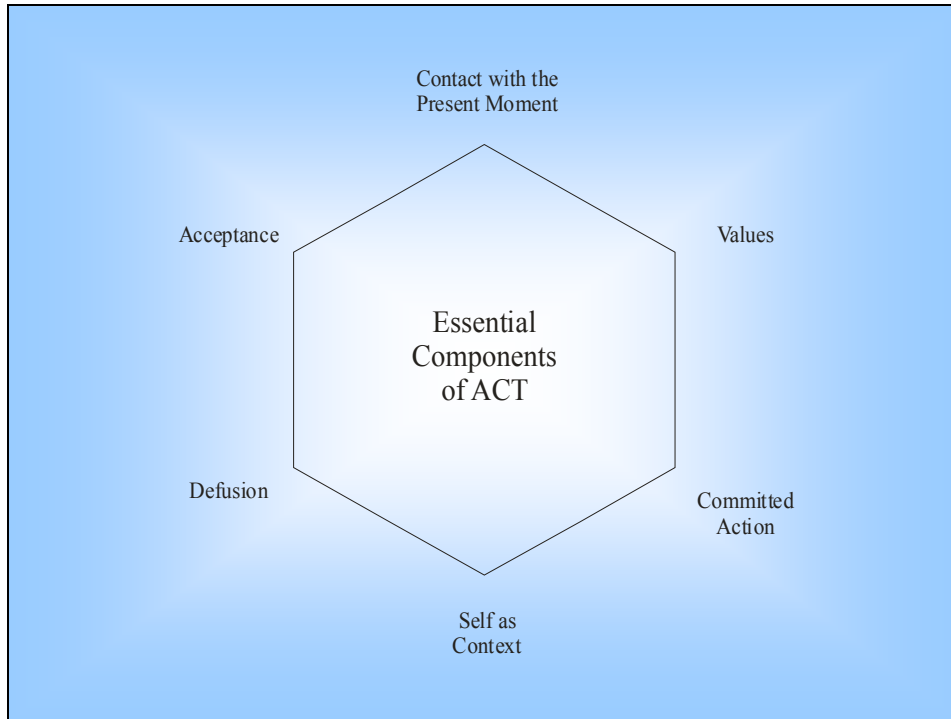 Contact with the
Present Moment
Acceptance
Values
Essential
Components
of ACT
Defusion
Committed
Action
Self as
Context